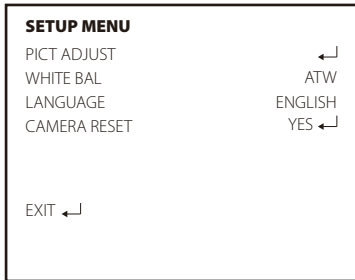 SETUP MENU
PICT ADJUST ↵
WHITE BAL ATW
LANGUAGE ENGLISH
CAMERA RESET YES ↵
EXIT ↵